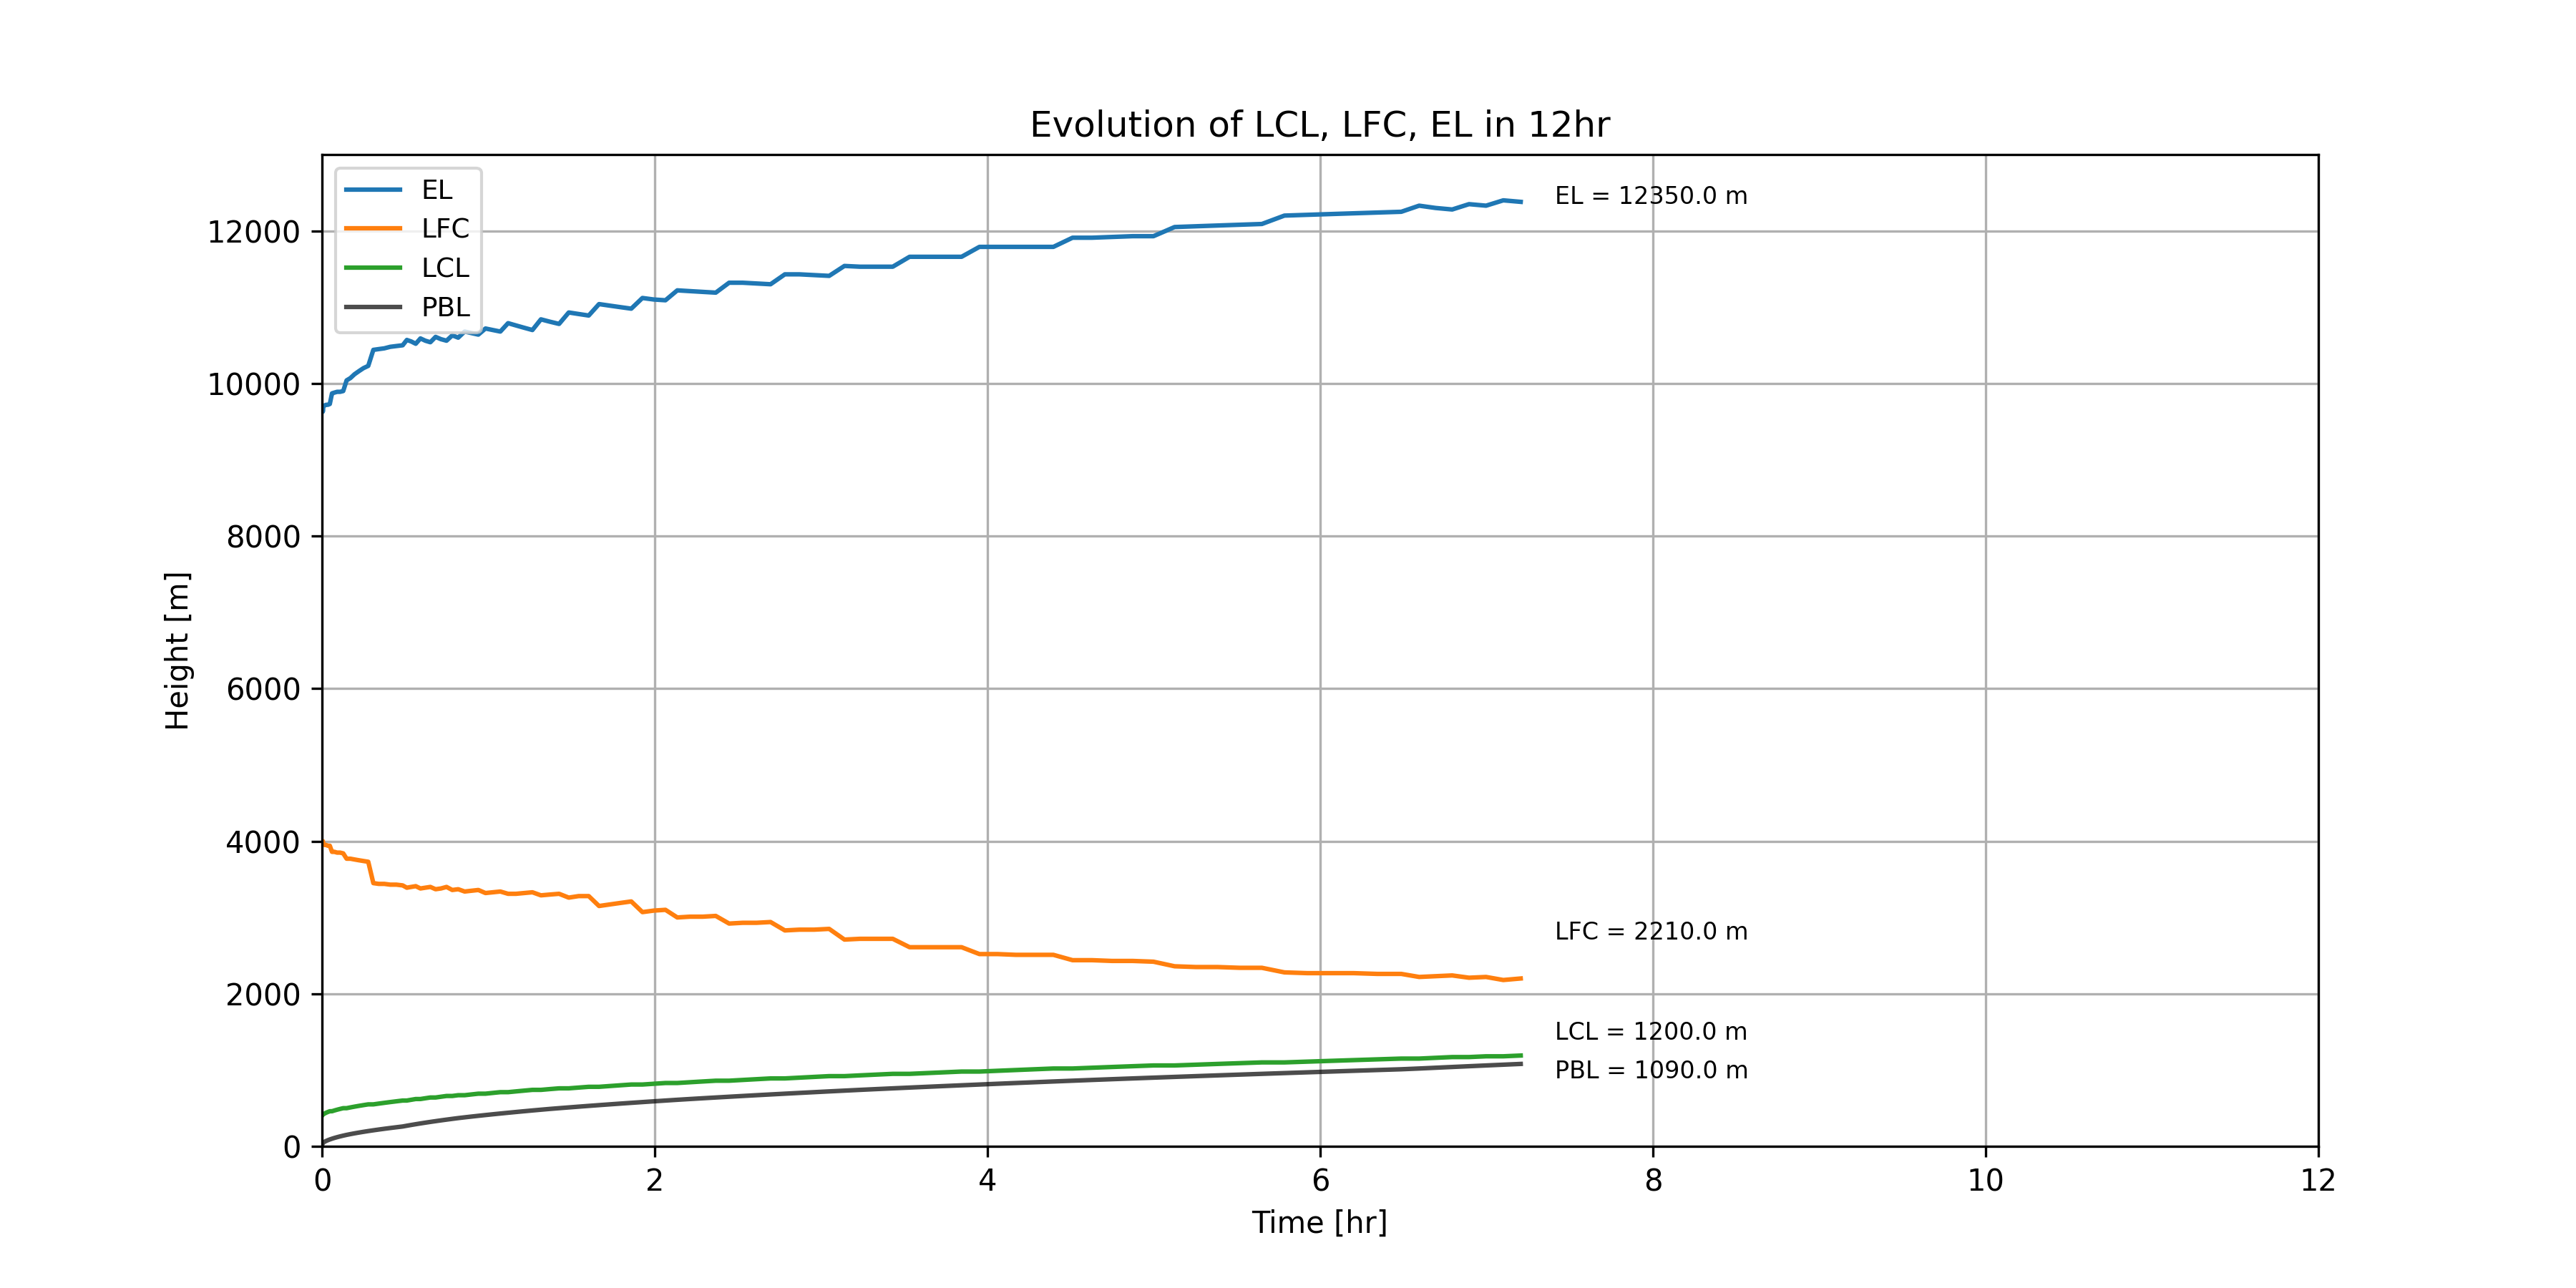 Evolution of LCL, LFC, EL in 12hr
EL
LFC
LCL
PBL
12000
10000
8000
6000
4000
2000
0
Height [m]
EL = 12350.0 m
LFC = 2210.0 m
LCL = 1200.0 m
PBL = 1090.0 m
0 2 4 6 8 10 12
Time [hr]